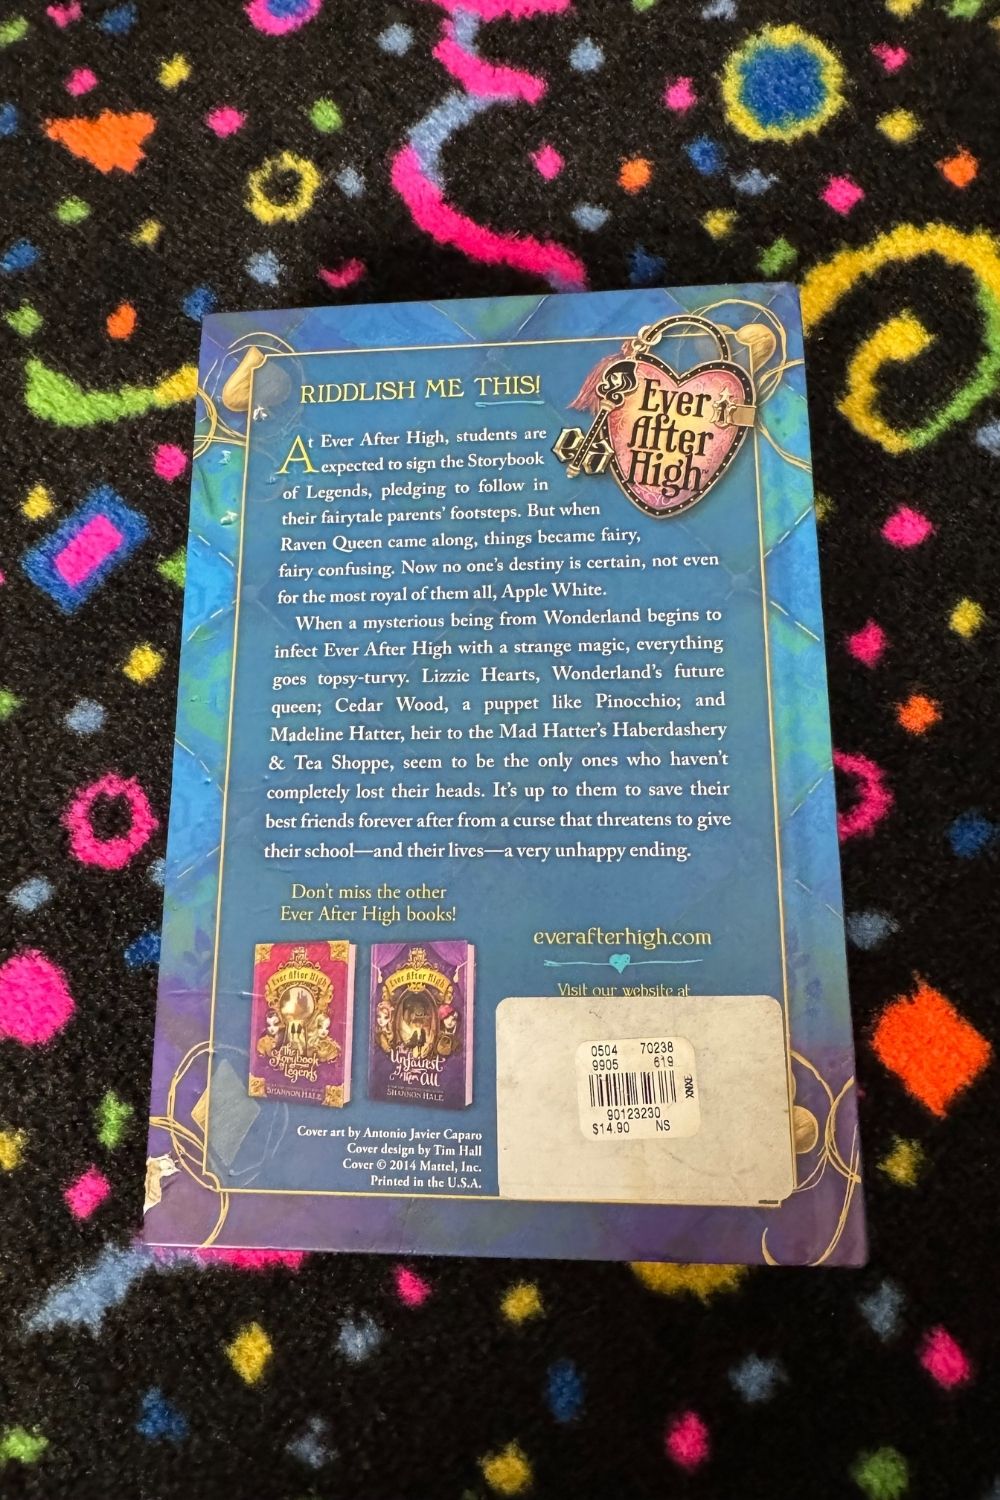 RIDDLISH ME THIS!
Ever
After
High™
At Ever After High, students are
expected to sign the Storybook
of Legends, pledging to follow in
their fairytale parents' footsteps. But when
Raven Queen came along, things became fairy,
fairy confusing. Now no one's destiny is certain, not even
for the most royal of them all, Apple White.
When a mysterious being from Wonderland begins to
infect Ever After High with a strange magic, everything
goes topsy-turvy. Lizzie Hearts, Wonderland's future
queen; Cedar Wood, a puppet like Pinocchio; and
Madeline Hatter, heir to the Mad Hatter's Haberdashery
& Tea Shoppe, seem to be the only ones who haven't
completely lost their heads. It's up to them to save their
best friends forever after from a curse that threatens to give
their school—and their lives—a very unhappy ending.
Don't miss the other
Ever After High books!
Ever After High
The
Storybook
of
Legends
SHANNON HALE
Ever After High
The
Unfairest
of Them All
SHANNON HALE
everafterhigh.com
Visit our website at
0504 70238
9905 619
XNXE
90123230
$14.90 NS
Cover art by Antonio Javier Caparo
Cover design by Tim Hall
Cover © 2014 Mattel, Inc.
Printed in the U.S.A.